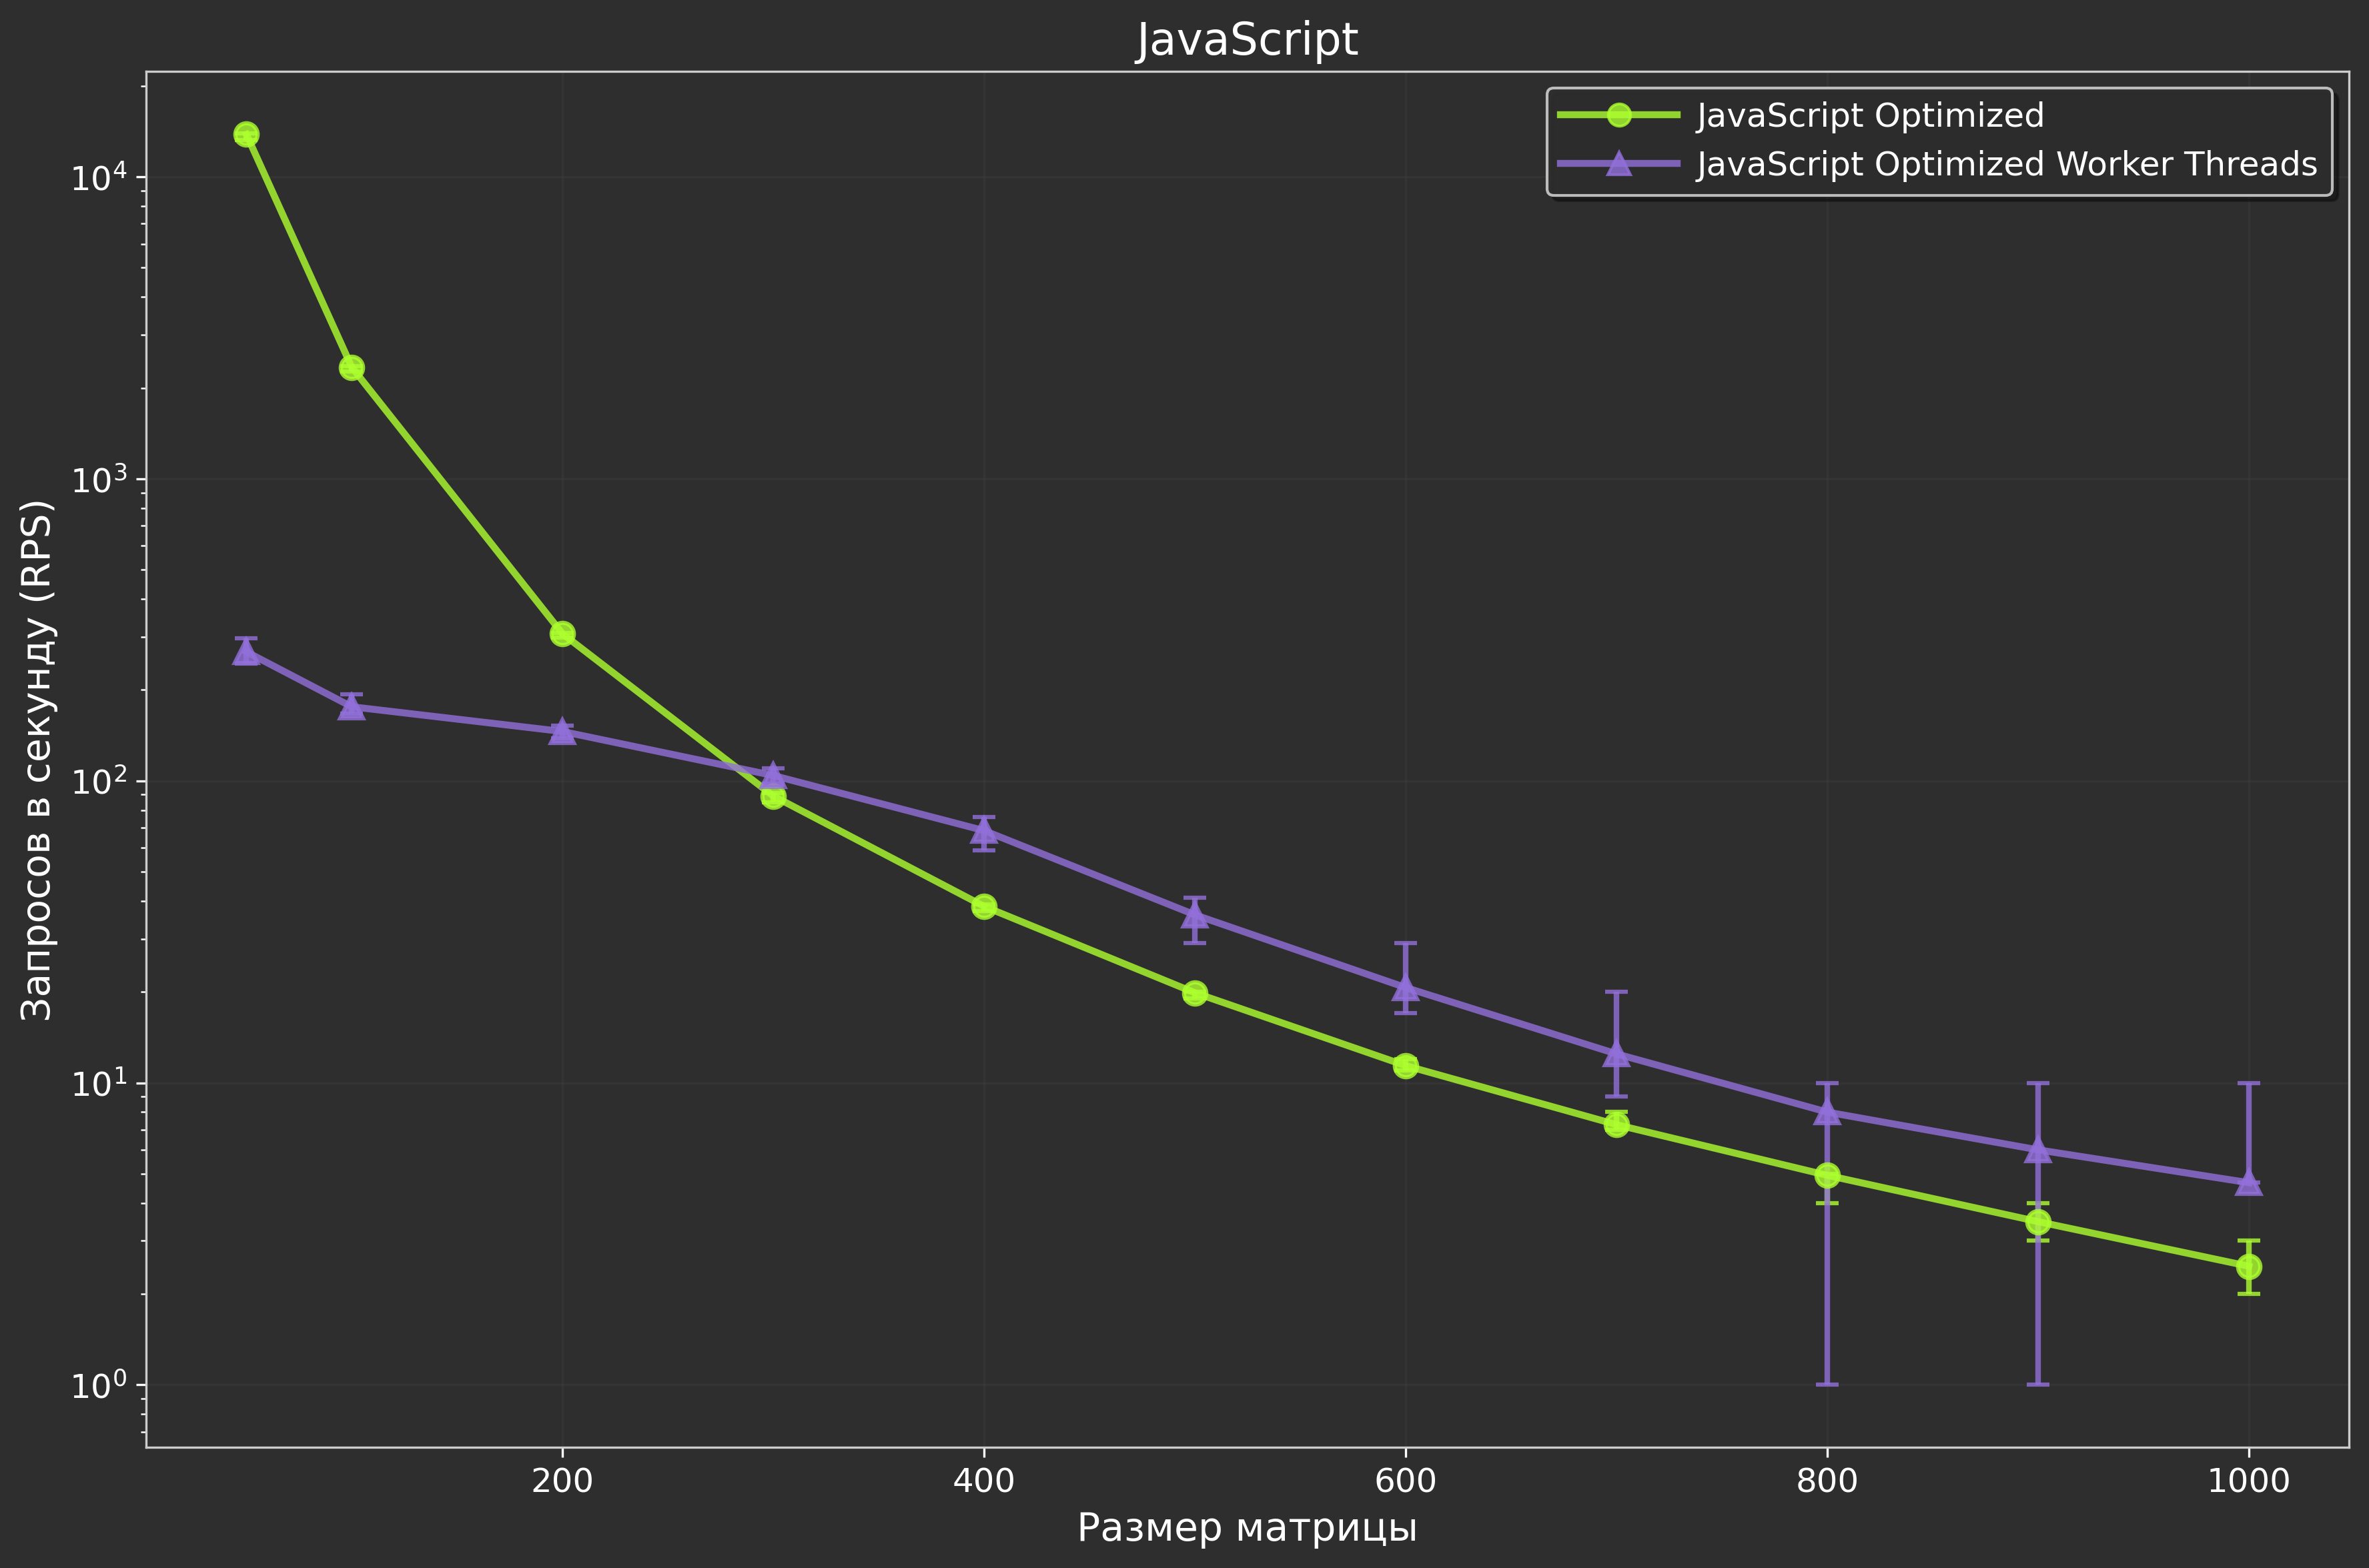 JavaScript
JavaScript Optimized
JavaScript Optimized Worker Threads
Запросов в секунду (RPS)
10⁴
10³
10²
10¹
10⁰
200 400 600 800 1000
Размер матрицы